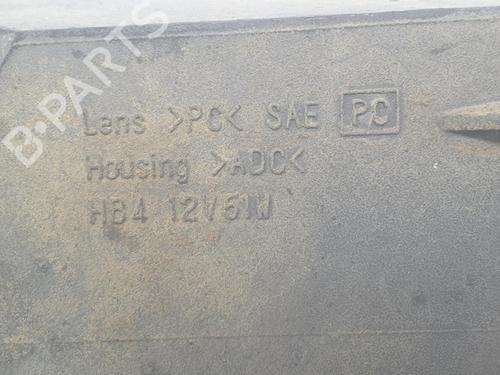 B-PARTS
Lens >PC< SAE PC
Housing >ADC<
HB4 12V51W